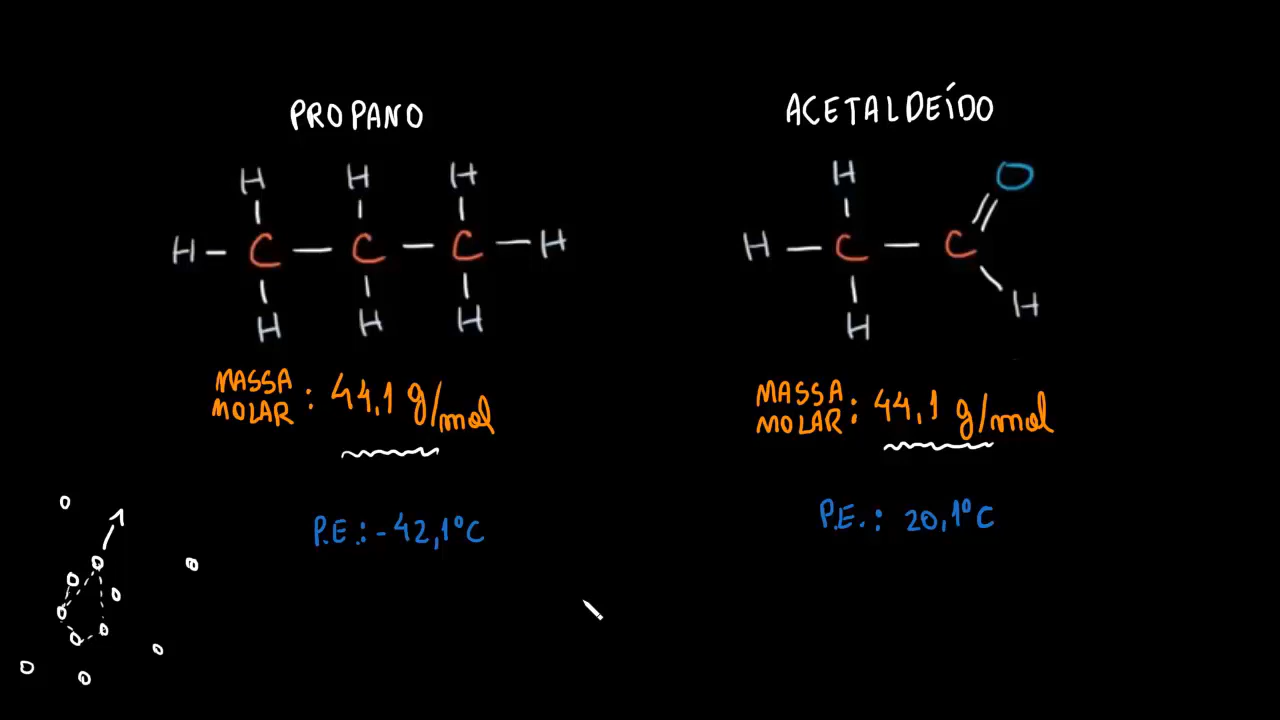 PROPANO
H H H
H – C – C – C – H
H H H
MASSA MOLAR : 44,1 g/mol
P.E.: -42,1°C
ACETALDEÍDO
H O
H – C – C
H H
MASSA MOLAR : 44,1 g/mol
P.E.: 20,1°C